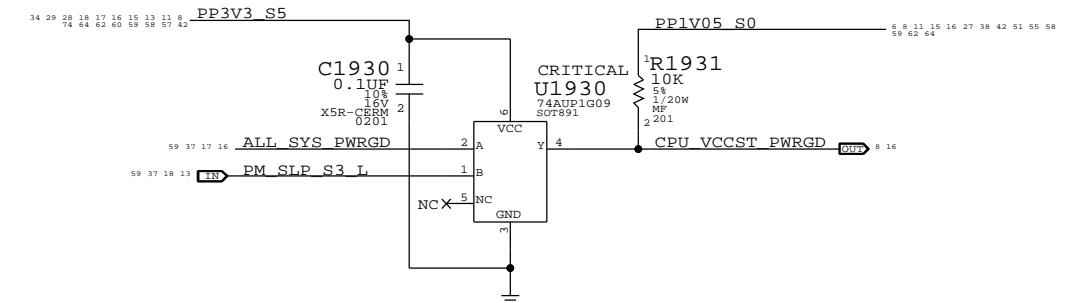 34 29 28 18 17 16 15 13 11 8
74 64 62 60 59 58 57 42
PP3V3_S5
PP1V05_S0
6 8 11 15 16 27 38 42 51 55 58
59 62 64
C1930
0.1UF
10%
16V
X5R-CERM
0201
1
2
CRITICAL
U1930
74AUP1G09
SOT891
1
R1931
10K
5%
1/20W
MF
201
2
6
VCC
59 37 17 16
ALL_SYS_PWRGD
2
A
Y
4
CPU_VCCST_PWRGD
OUT
8 16
59 37 18 13
IN
PM_SLP_S3_L
1
B
NC
5
NC
GND
3